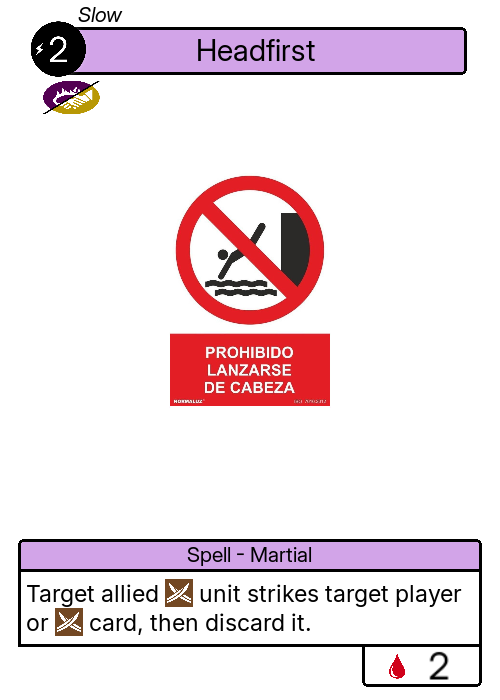 Slow
2
Headfirst
PROHIBIDO
LANZARSE
DE CABEZA
NORMALUZ
Spell - Martial
Target allied unit strikes target player
or card, then discard it.
2